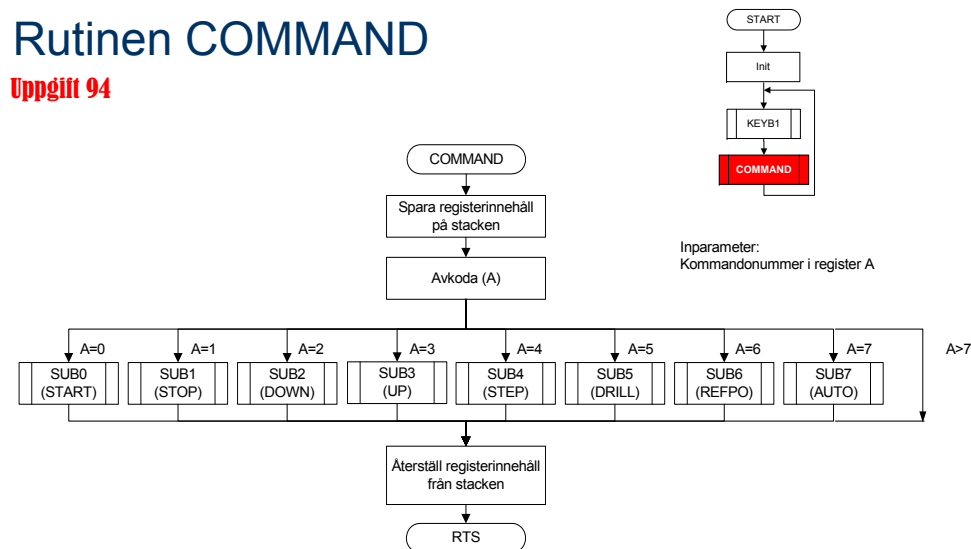 Rutinen COMMAND
Uppgift 94
START
Init
KEYB1
COMMAND
Inparameter:
Kommandonummer i register A
COMMAND
Spara registerinnehåll
på stacken
Avkoda (A)
A=0
A=1
A=2
A=3
A=4
A=5
A=6
A=7
A>7
SUB0
(START)
SUB1
(STOP)
SUB2
(DOWN)
SUB3
(UP)
SUB4
(STEP)
SUB5
(DRILL)
SUB6
(REFPO)
SUB7
(AUTO)
Återställ registerinnehåll
från stacken
RTS